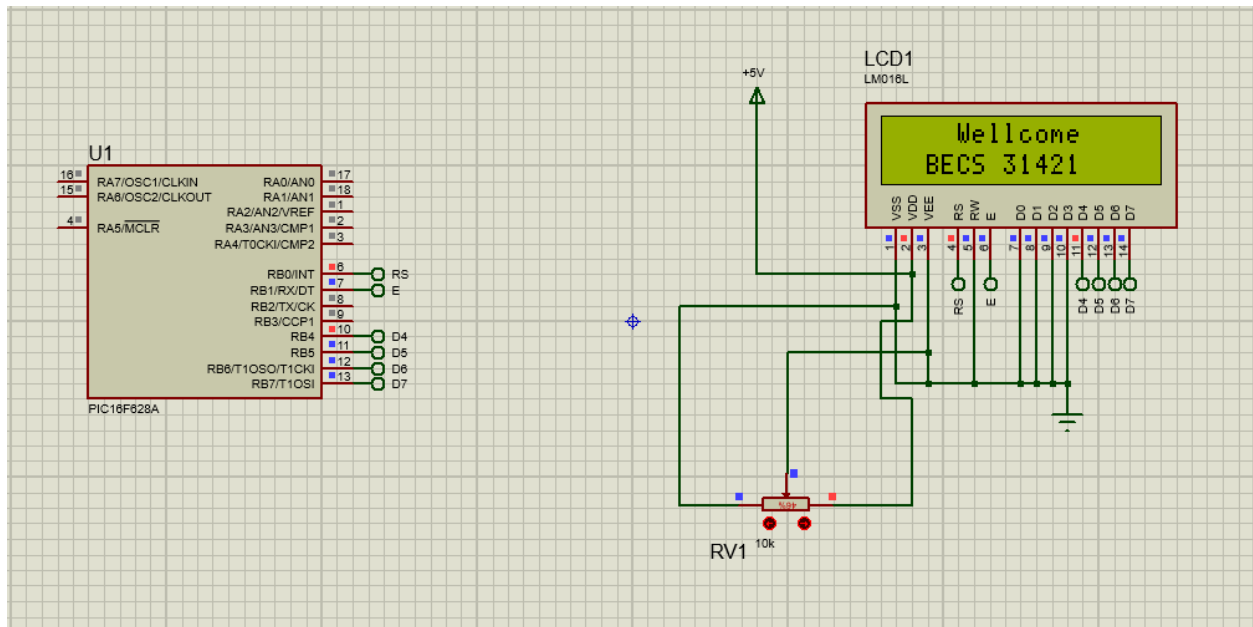 U1
16 RA7/OSC1/CLKIN RA0/AN0 17
15 RA6/OSC2/CLKOUT RA1/AN1 18
RA2/AN2/VREF 1
4 RA5/MCLR RA3/AN3/CMP1 2
RA4/T0CKI/CMP2 3
RB0/INT 6 RS
RB1/RX/DT 7 E
RB2/TX/CK 8
RB3/CCP1 9
RB4 10 D4
RB5 11 D5
RB6/T1OSO/T1CKI 12 D6
RB7/T1OSI 13 D7
PIC16F628A
+5V
LCD1
LM016L
Wellcome
BECS 31421
VSS VDD VEE RS RW E D0 D1 D2 D3 D4 D5 D6 D7
1 2 3 4 5 6 7 8 9 10 11 12 13 14
RS E D4 D5 D6 D7
46%
RV1
10k